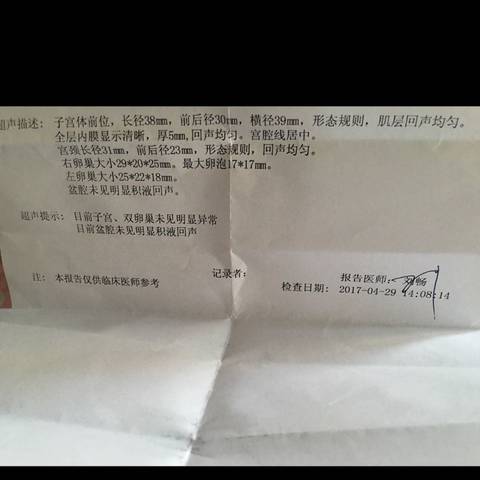 超声描述: 子宫体前位, 长径38mm, 前后径30mm, 横径39mm, 形态规则, 肌层回声均匀。
全层内膜显示清晰, 厚5mm,回声均匀。宫腔线居中。
宫颈长径31mm, 前后径23mm, 形态规则, 回声均匀。
右卵巢大小29*20*25mm。最大卵泡17*17mm。
左卵巢大小25*22*18mm。
盆腔未见明显积液回声。
超声提示: 目前子宫、双卵巢未见明显异常
目前盆腔未见明显积液回声
注: 本报告仅供临床医师参考
记录者:
报告医师: 刘畅
检查日期: 2017-04-29 14:08:14